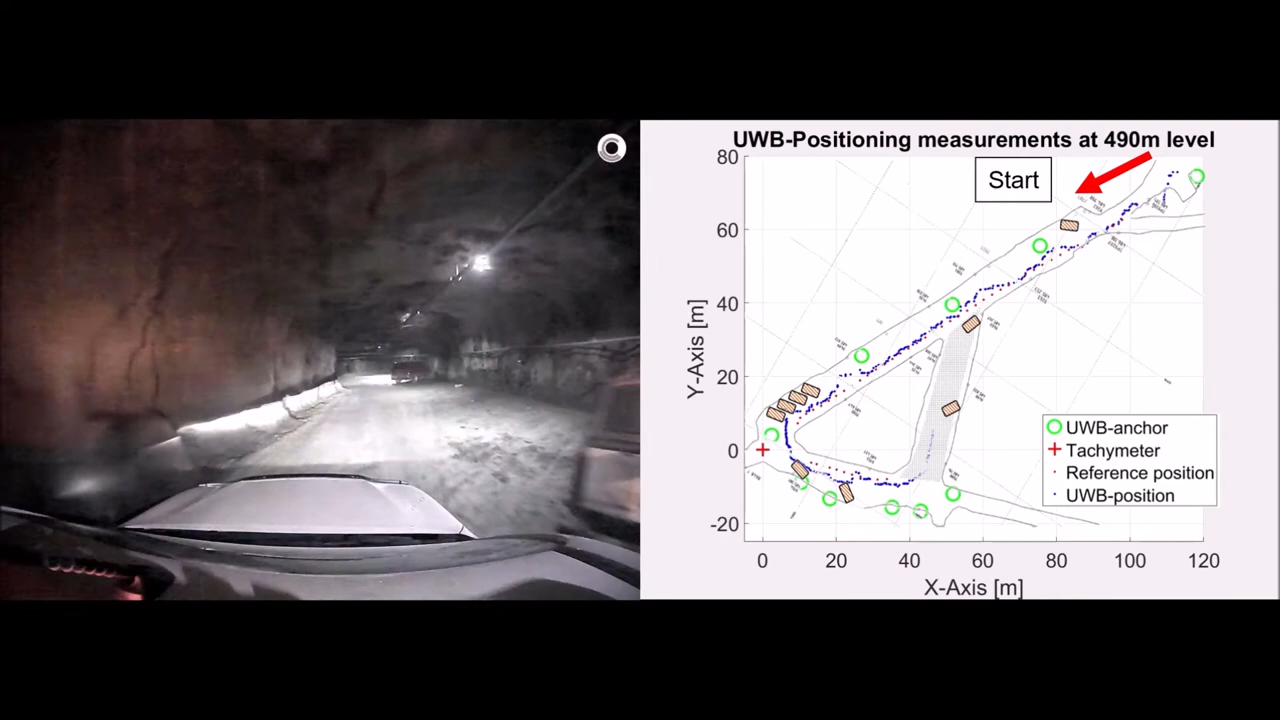 UWB-Positioning measurements at 490m level
Start
80
60
40
20
0
-20
Y-Axis [m]
0
20
40
60
80
100
120
X-Axis [m]
UWB-anchor
Tachymeter
Reference position
UWB-position